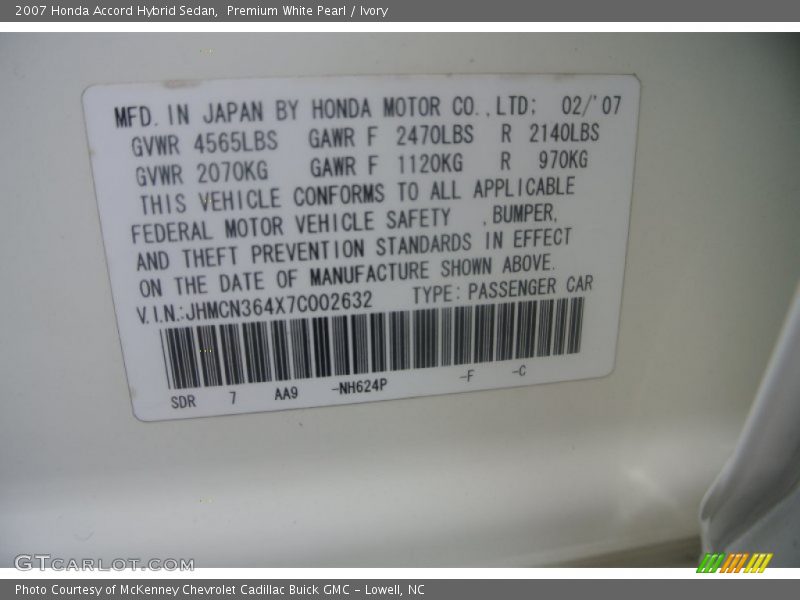 2007 Honda Accord Hybrid Sedan, Premium White Pearl / Ivory
MFD. IN JAPAN BY HONDA MOTOR CO., LTD; 02/'07
GVWR 4565LBS GAWR F 2470LBS R 2140LBS
GVWR 2070KG GAWR F 1120KG R 970KG
THIS VEHICLE CONFORMS TO ALL APPLICABLE
FEDERAL MOTOR VEHICLE SAFETY , BUMPER,
AND THEFT PREVENTION STANDARDS IN EFFECT
ON THE DATE OF MANUFACTURE SHOWN ABOVE.
V.I.N.:JHMCN364X7C002632 TYPE: PASSENGER CAR
SDR 7 AA9 -NH624P -F -C
GTCARLOT.COM
Photo Courtesy of McKenney Chevrolet Cadillac Buick GMC - Lowell, NC